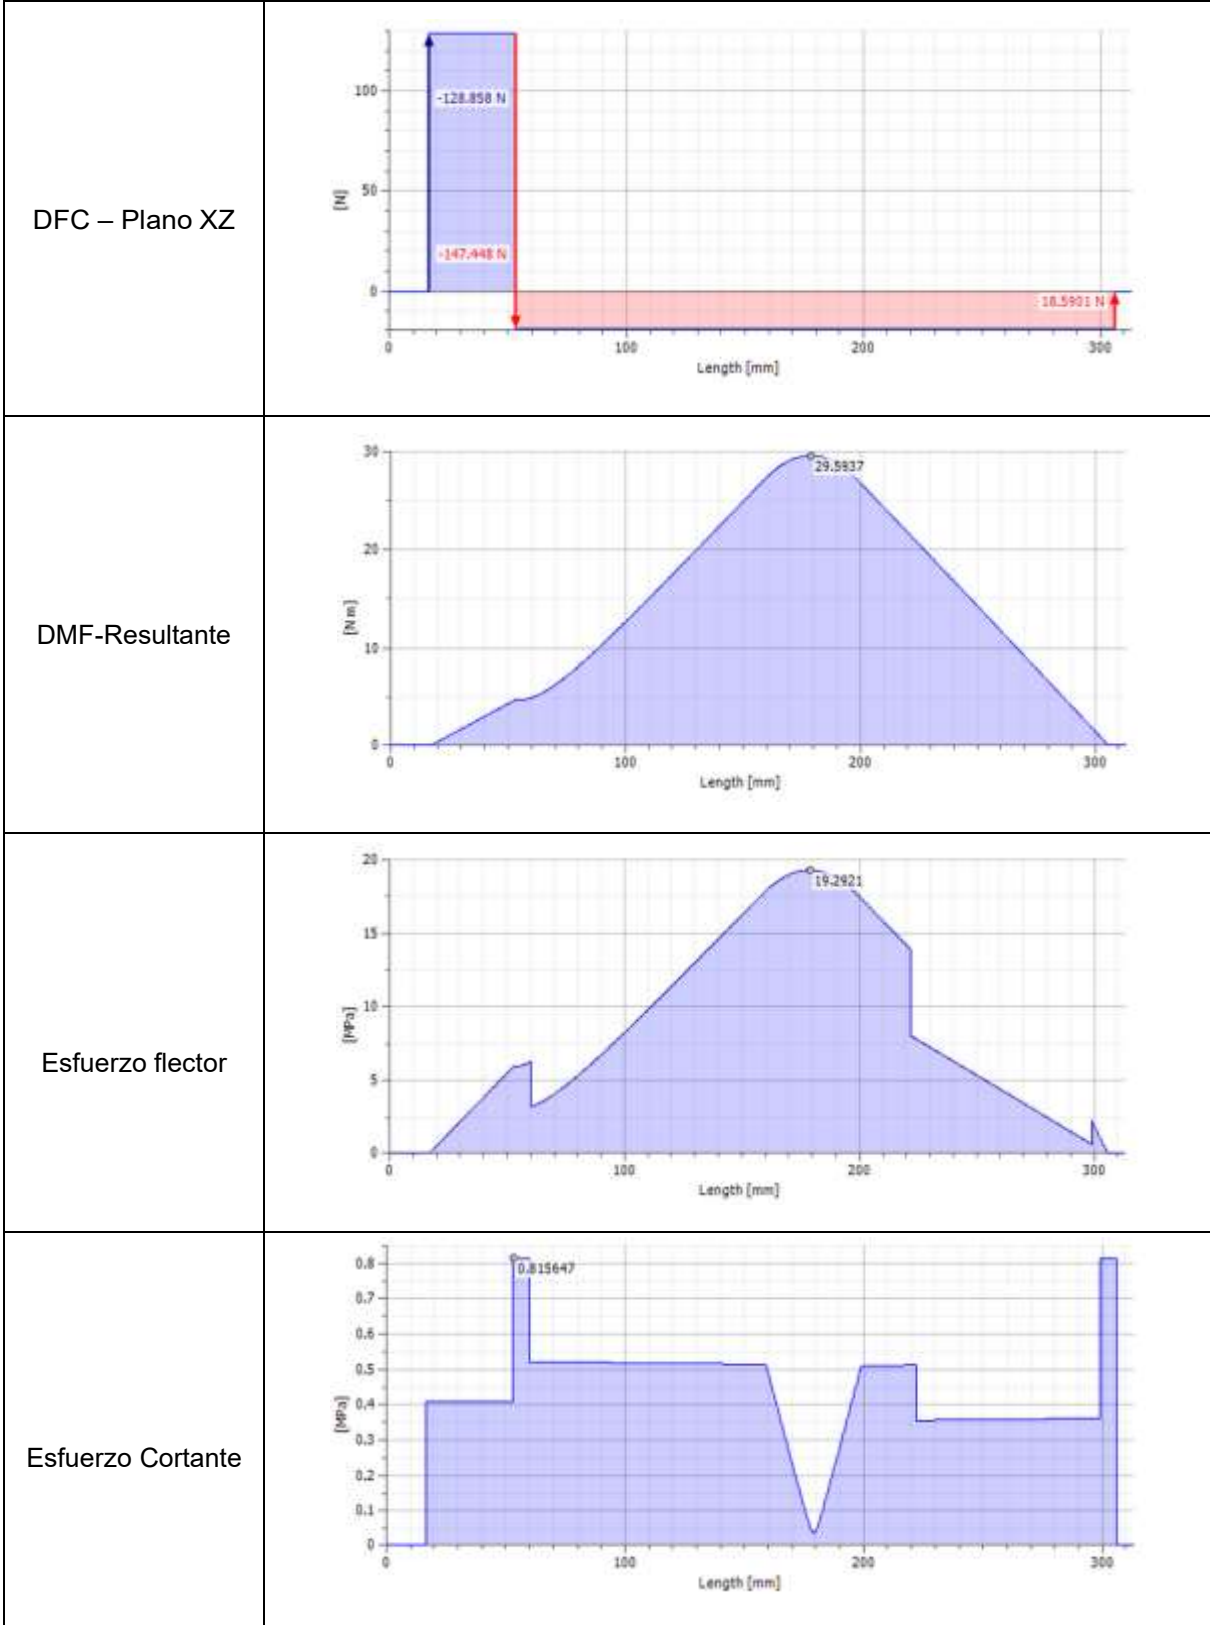 DFC – Plano XZ
100
50
0
[N]
-128.858 N
-147.448 N
18.5901 N
0
100
200
300
Length [mm]
DMF-Resultante
30
20
10
0
[N m]
29.5937
0
100
200
300
Length [mm]
Esfuerzo flector
20
15
10
5
0
[MPa]
19.2921
0
100
200
300
Length [mm]
Esfuerzo Cortante
0.8
0.7
0.6
0.5
0.4
0.3
0.2
0.1
0
[MPa]
0.815647
0
100
200
300
Length [mm]